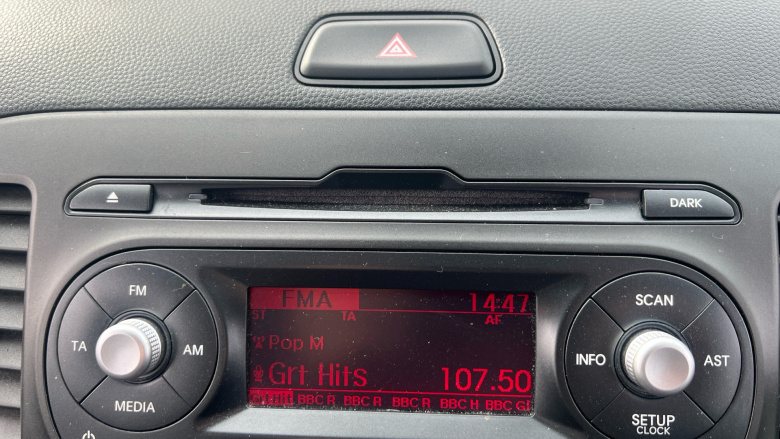 DARK
FM
TA
AM
MEDIA
FMA 14:47
ST TA AF
Pop M
Grt Hits 107.50
BBC R BBC R BBC R BBC H BBC GI
SCAN
INFO
AST
SETUP
CLOCK